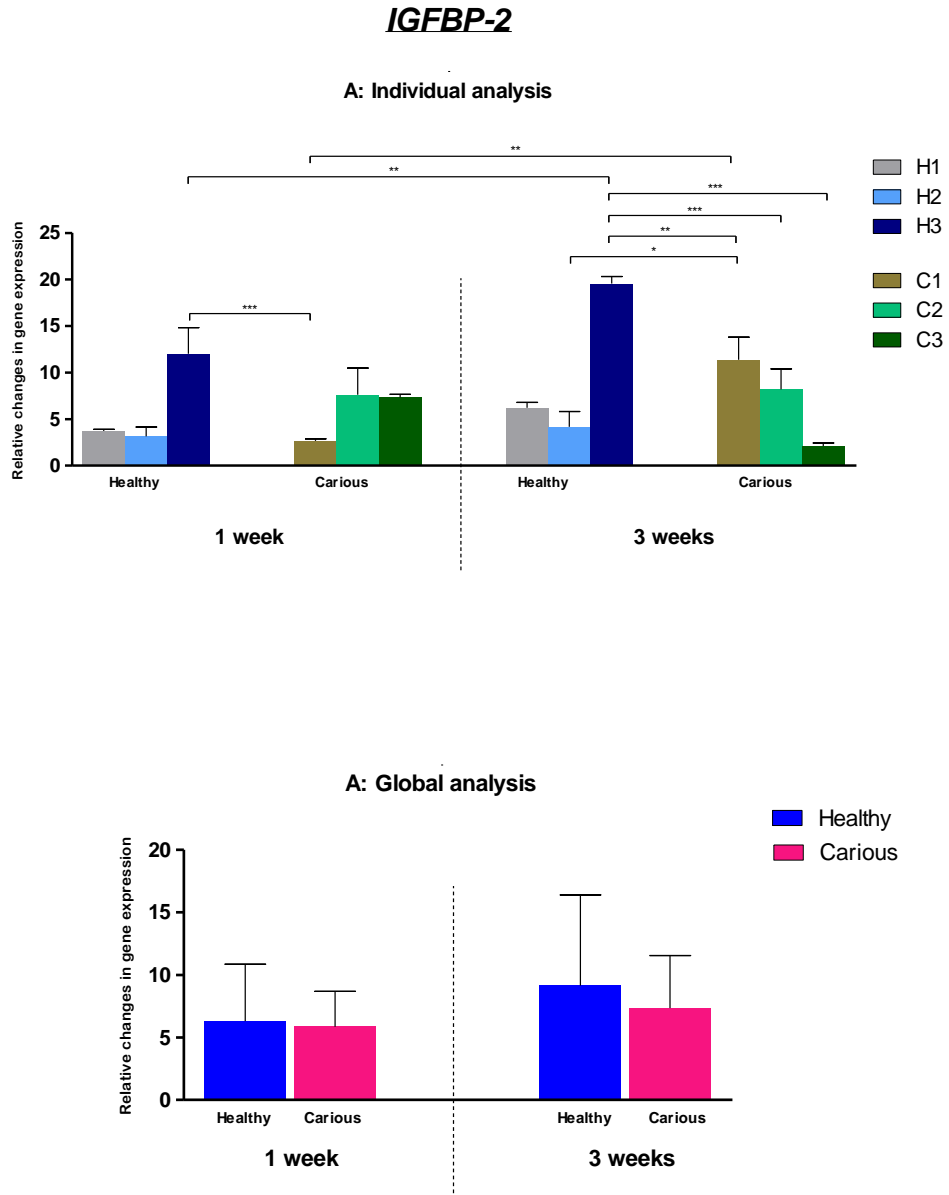 IGFBP-2
A: Individual analysis
**
**
***
***
**
*
***
H1
H2
H3
C1
C2
C3
Relative changes in gene expression
25
20
15
10
5
0
Healthy Carious Healthy Carious
1 week 3 weeks
A: Global analysis
Healthy
Carious
Relative changes in gene expression
20
15
10
5
0
Healthy Carious Healthy Carious
1 week 3 weeks